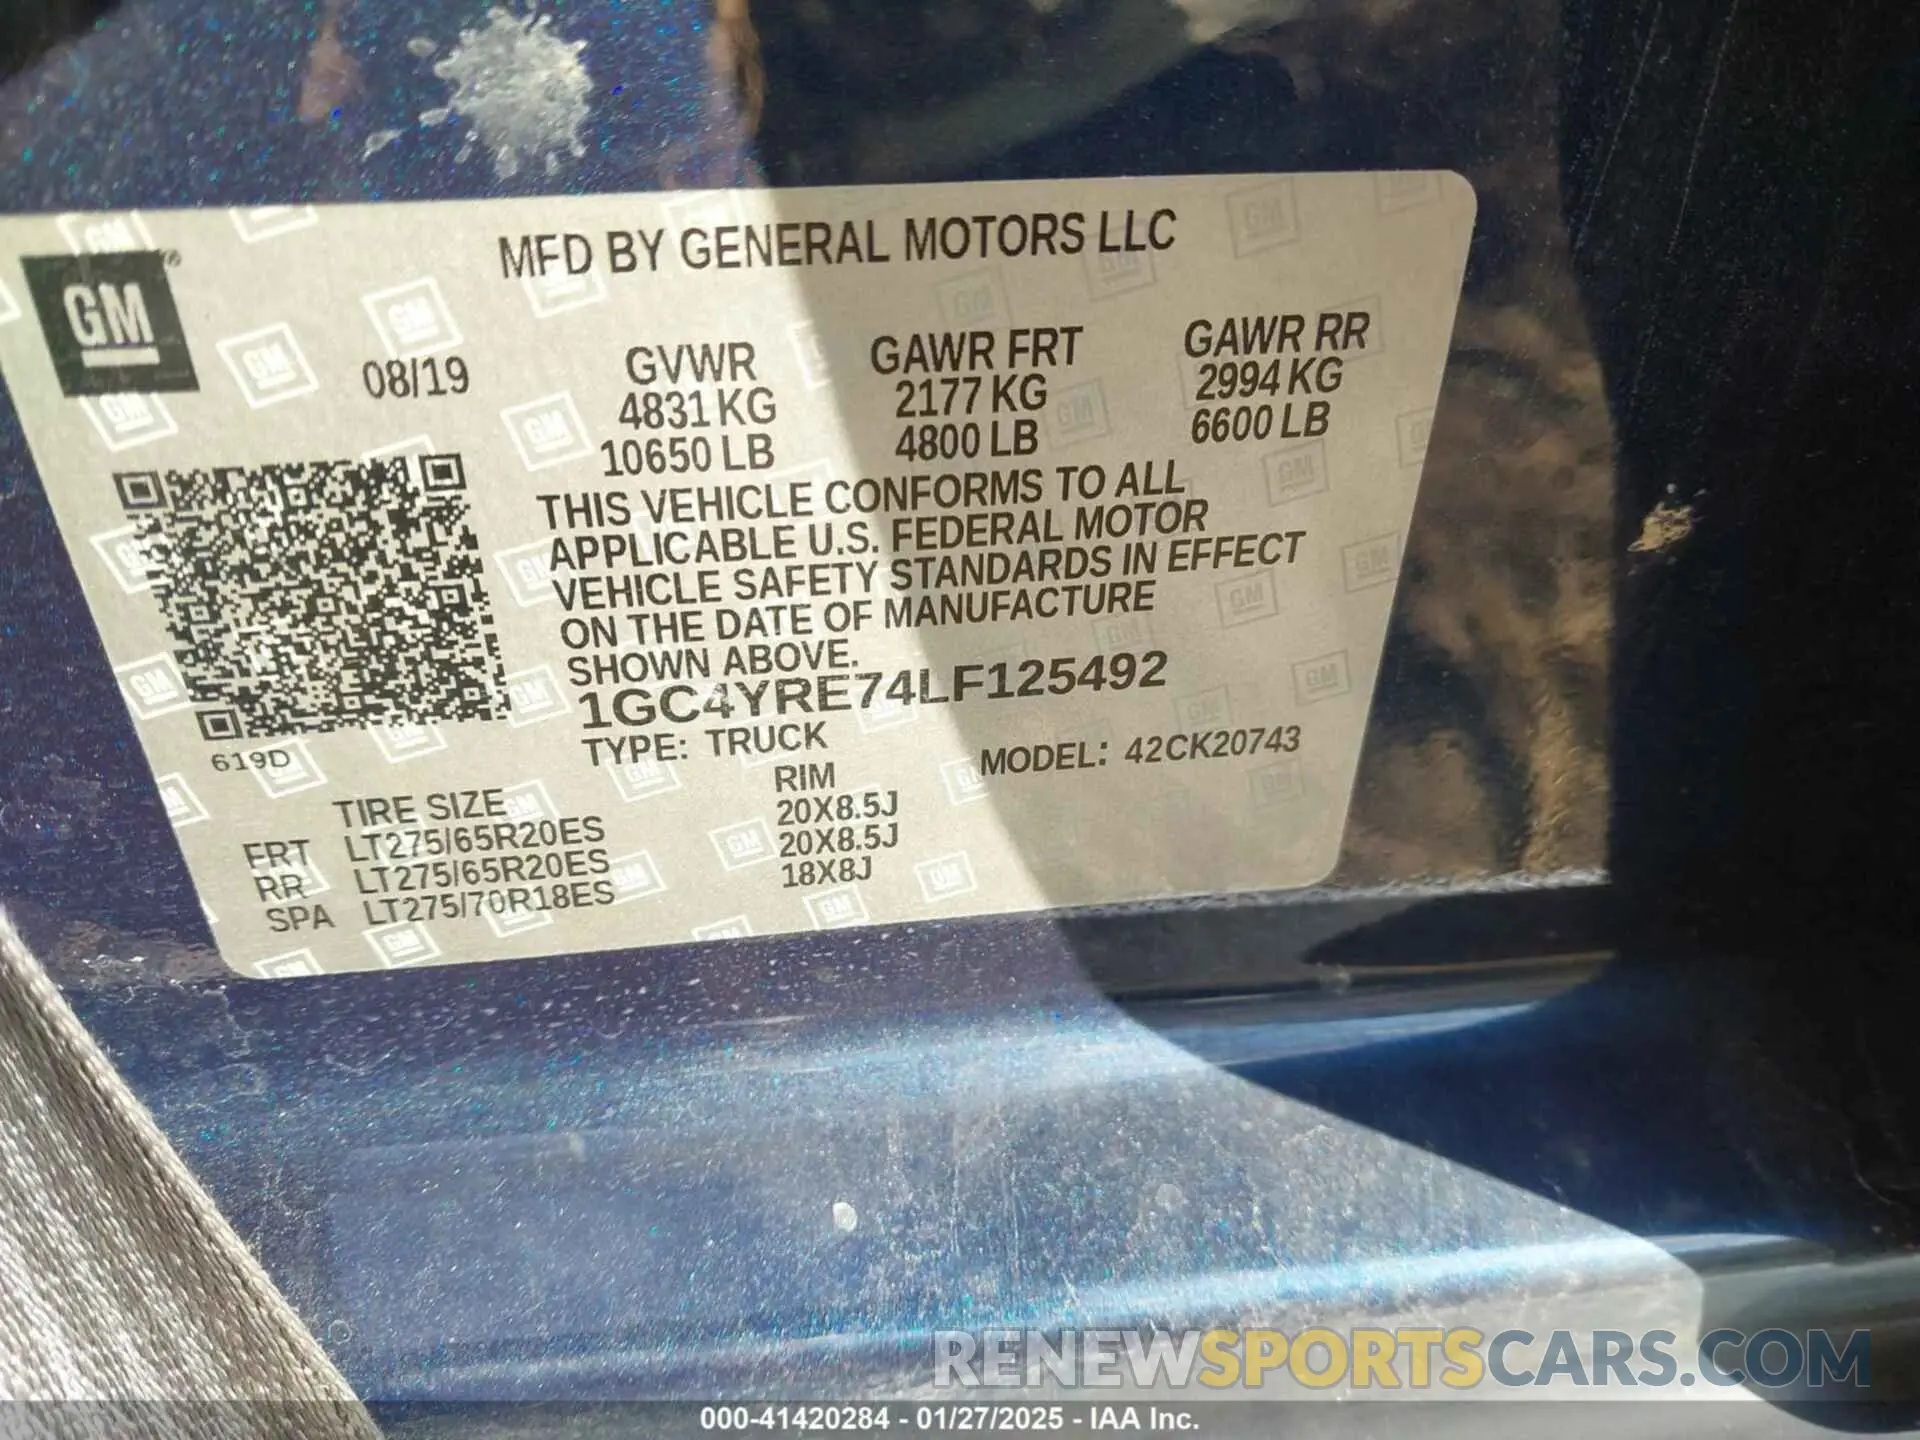 GM
MFD BY GENERAL MOTORS LLC
08/19
GVWR GAWR FRT GAWR RR
4831 KG 2177 KG 2994 KG
10650 LB 4800 LB 6600 LB
THIS VEHICLE CONFORMS TO ALL
APPLICABLE U.S. FEDERAL MOTOR
VEHICLE SAFETY STANDARDS IN EFFECT
ON THE DATE OF MANUFACTURE
SHOWN ABOVE.
1GC4YRE74LF125492
TYPE: TRUCK MODEL: 42CK20743
619D
TIRE SIZE RIM
FRT LT275/65R20ES 20X8.5J
RR LT275/65R20ES 20X8.5J
SPA LT275/70R18ES 18X8J
RENEWSPORTSCARS.COM
000-41420284 - 01/27/2025 - IAA Inc.